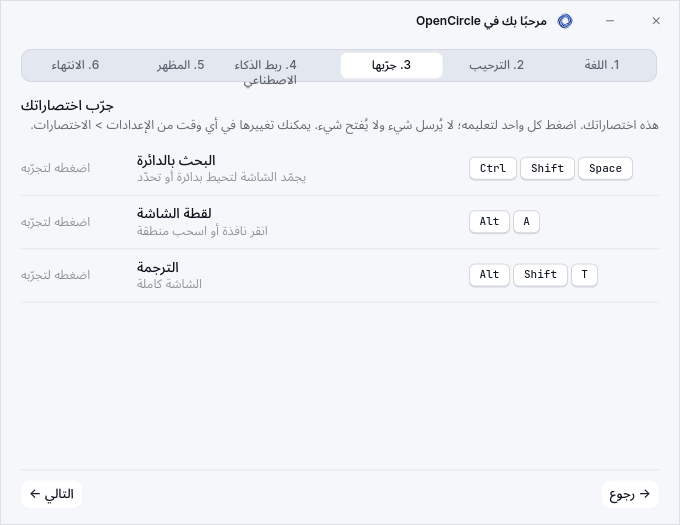 مرحبًا بك في OpenCircle
1. اللغة
2. الترحيب
3. جرّبها
4. ربط الذكاء الاصطناعي
5. المظهر
6. الانتهاء
جرّب اختصاراتك
هذه اختصاراتك. اضغط كل واحد لتعليمه؛ لا يُرسل شيء ولا يُفتح شيء. يمكنك تغييرها في أي وقت من الإعدادات > الاختصارات.
Ctrl Shift Space
البحث بالدائرة
يجمّد الشاشة لتحيط بدائرة أو تحدّد
اضغطه لتجرّبه
Alt A
لقطة الشاشة
انقر نافذة أو اسحب منطقة
اضغطه لتجرّبه
Alt Shift T
الترجمة
الشاشة كاملة
اضغطه لتجرّبه
→ رجوع
التالي ←